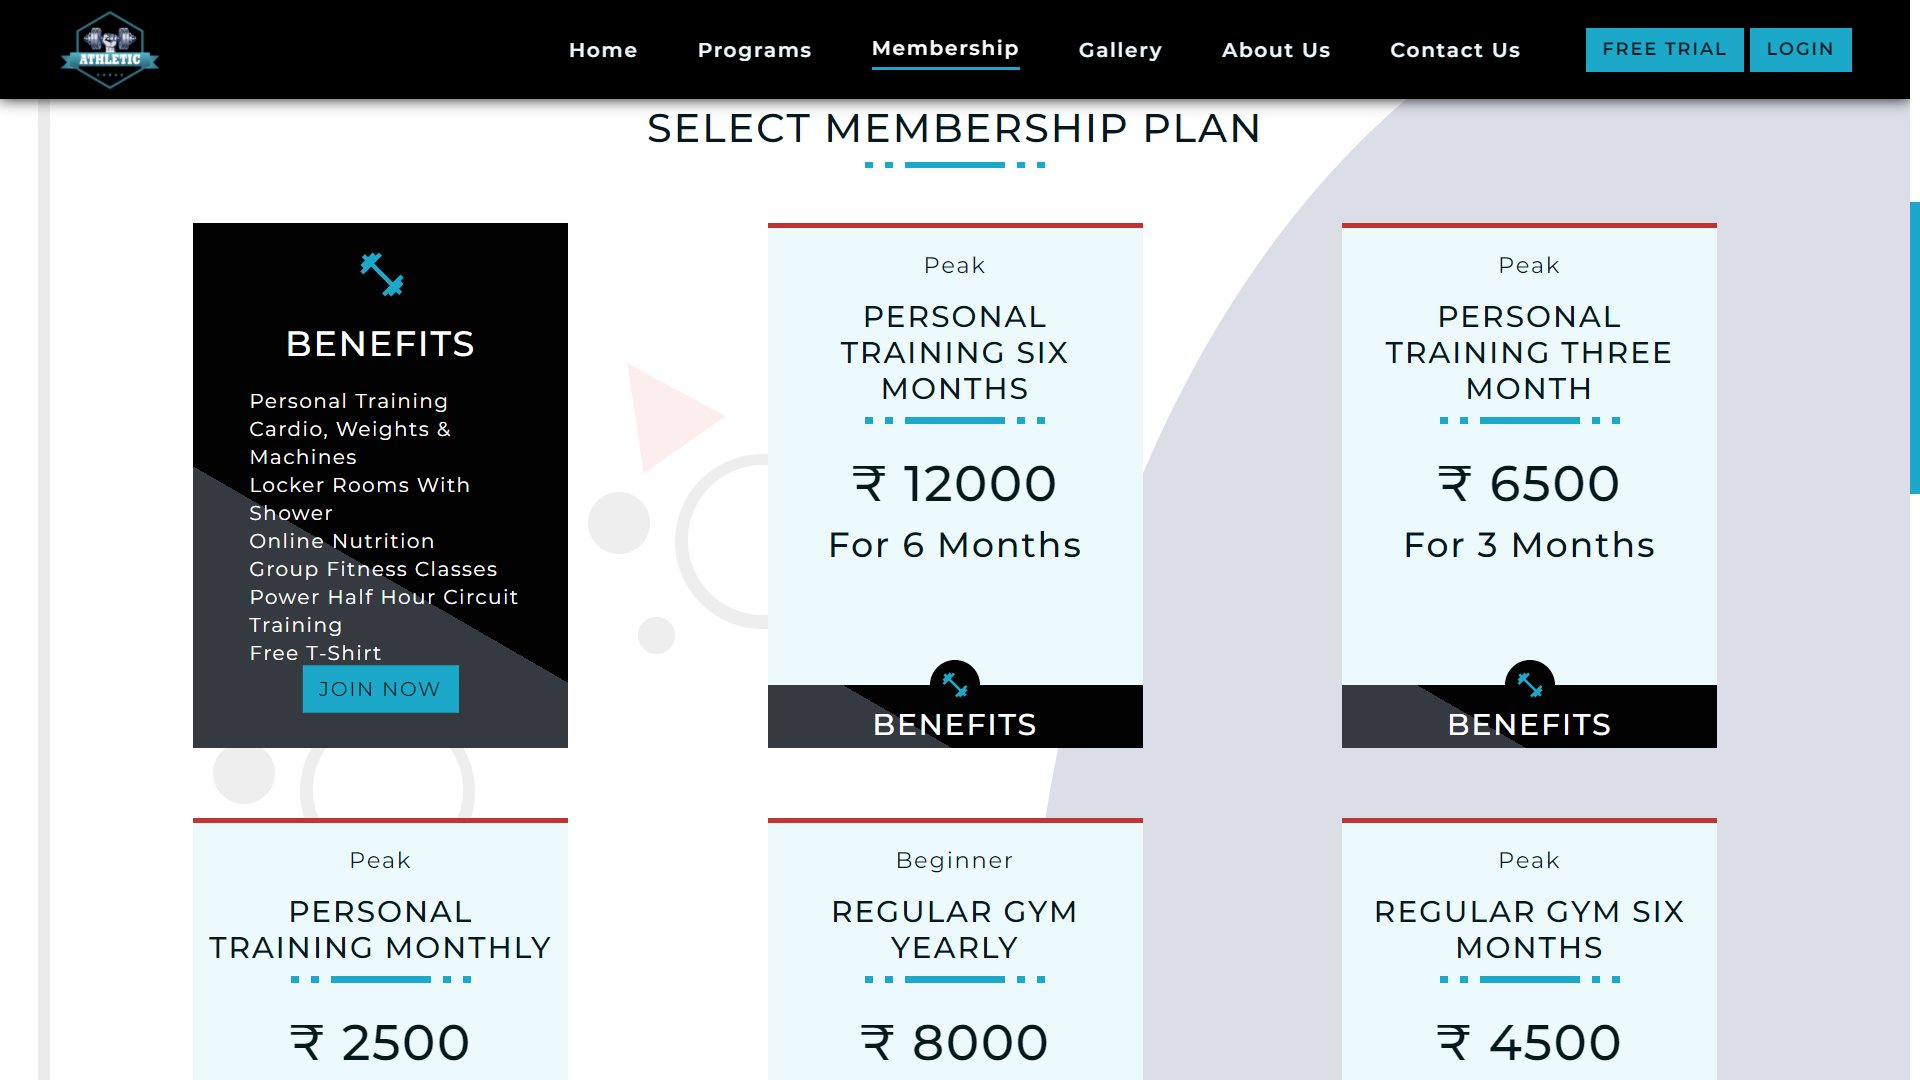 ATHLETIC
Home
Programs
Membership
Gallery
About Us
Contact Us
FREE TRIAL
LOGIN
SELECT MEMBERSHIP PLAN
BENEFITS
Personal Training
Cardio, Weights &
Machines
Locker Rooms With
Shower
Online Nutrition
Group Fitness Classes
Power Half Hour Circuit
Training
Free T-Shirt
JOIN NOW
Peak
PERSONAL
TRAINING SIX
MONTHS
₹ 12000
For 6 Months
BENEFITS
Peak
PERSONAL
TRAINING THREE
MONTH
₹ 6500
For 3 Months
BENEFITS
Peak
PERSONAL
TRAINING MONTHLY
₹ 2500
Beginner
REGULAR GYM
YEARLY
₹ 8000
Peak
REGULAR GYM SIX
MONTHS
₹ 4500